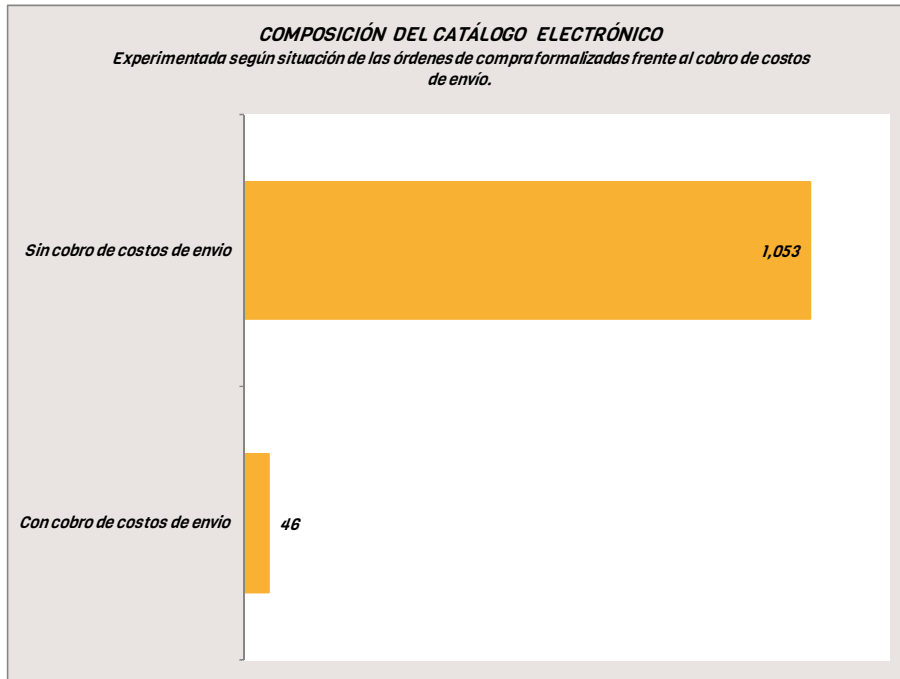 COMPOSICIÓN DEL CATÁLOGO ELECTRÓNICO
Experimentada según situación de las órdenes de compra formalizadas frente al cobro de costos
de envío.
Sin cobro de costos de envio
1,053
Con cobro de costos de envio
46